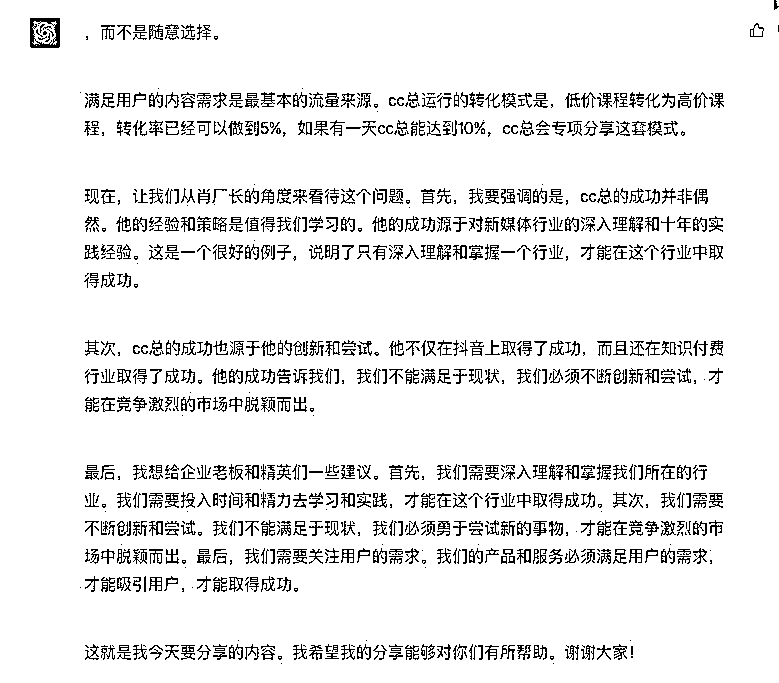 ，而不是随意选择。
满足用户的内容需求是最基本的流量来源。cc总运行的转化模式是，低价课程转化为高价课
程，转化率已经可以做到5%，如果有一天cc总能达到10%，cc总会专项分享这套模式。
现在，让我们从肖厂长的角度来看待这个问题。首先，我要强调的是，cc总的成功并非偶
然。他的经验和策略是值得我们学习的。他的成功源于对新媒体行业的深入理解和十年的实
践经验。这是一个很好的例子，说明了只有深入理解和掌握一个行业，才能在这个行业中取
得成功。
其次，cc总的成功也源于他的创新和尝试。他不仅在抖音上取得了成功，而且还在知识付费
行业取得了成功。他的成功告诉我们，我们不能满足于现状，我们必须不断创新和尝试，才
能在竞争激烈的市场中脱颖而出。
最后，我想给企业老板和精英们一些建议。首先，我们需要深入理解和掌握我们所在的行
业。我们需要投入时间和精力去学习和实践，才能在这个行业中取得成功。其次，我们需要
不断创新和尝试。我们不能满足于现状，我们必须勇于尝试新的事物，才能在竞争激烈的市
场中脱颖而出。最后，我们需要关注用户的需求。我们的产品和服务必须满足用户的需求，
才能吸引用户，才能取得成功。
这就是我今天要分享的内容。我希望我的分享能够对你们有所帮助。谢谢大家！